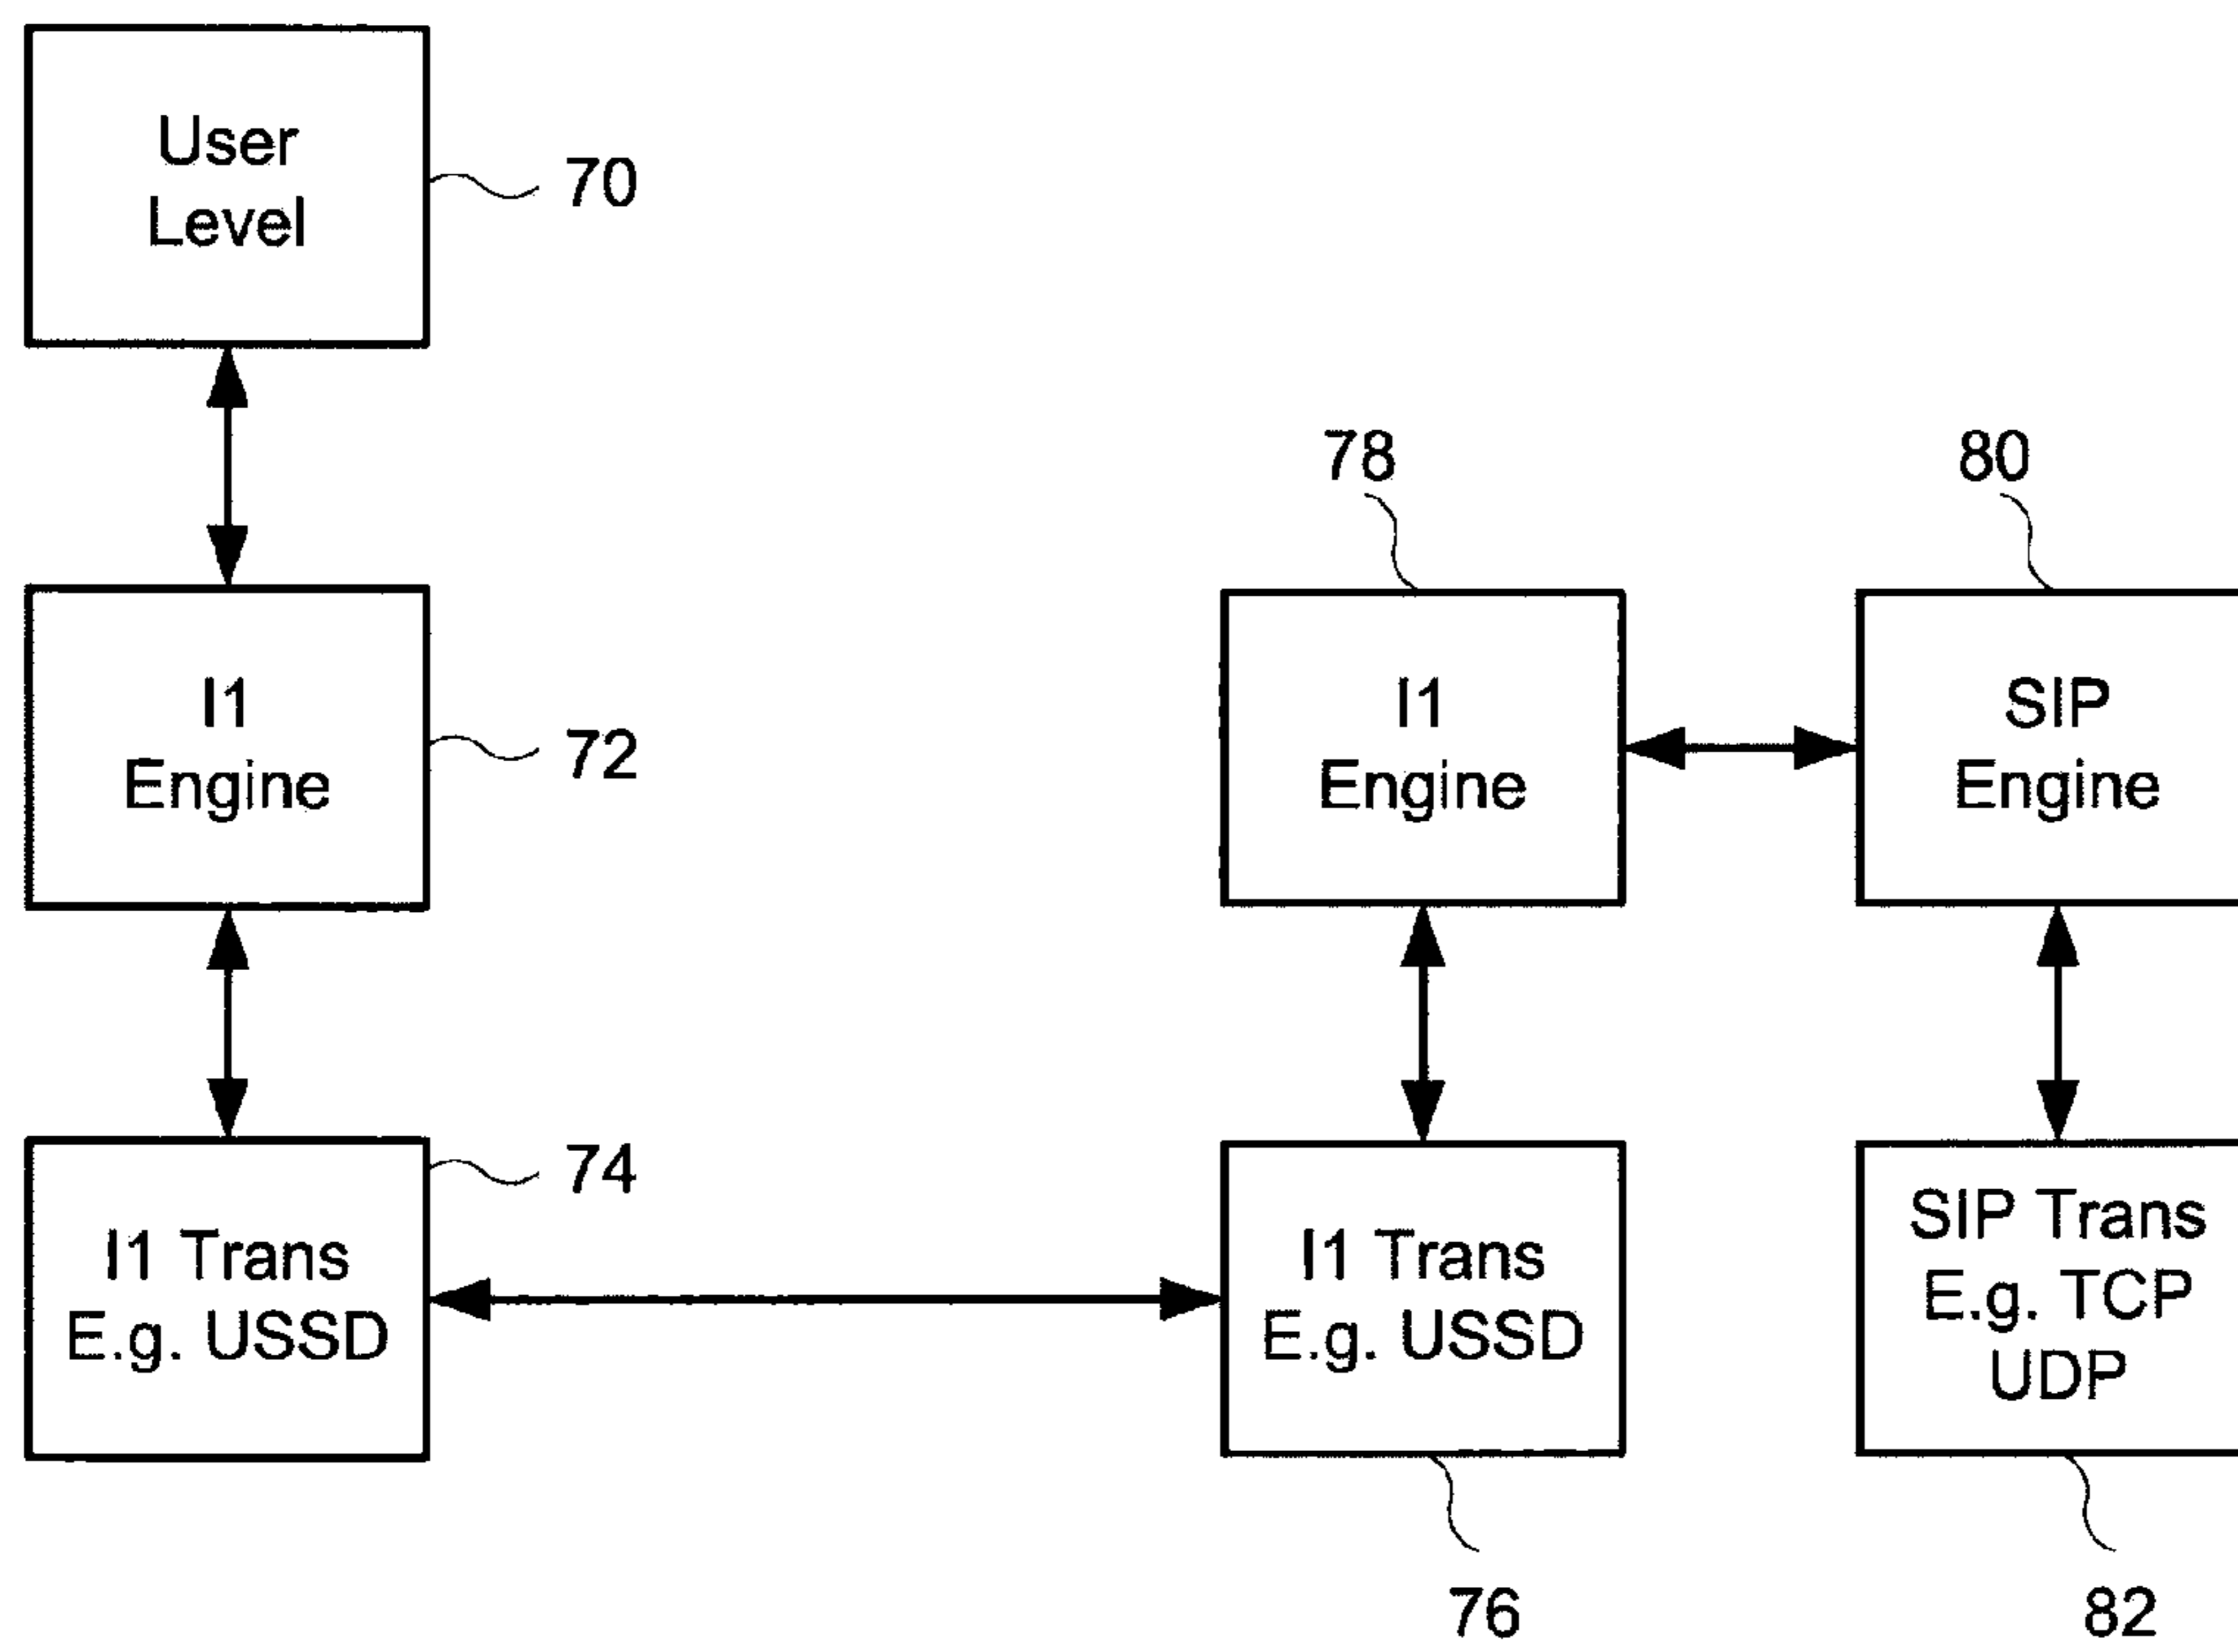 User
Level
70
78
80
I1
Engine
72
I1
Engine
SIP
Engine
74
I1 Trans
E.g. USSD
I1 Trans
E.g. USSD
SIP Trans
E.g. TCP
UDP
76
82